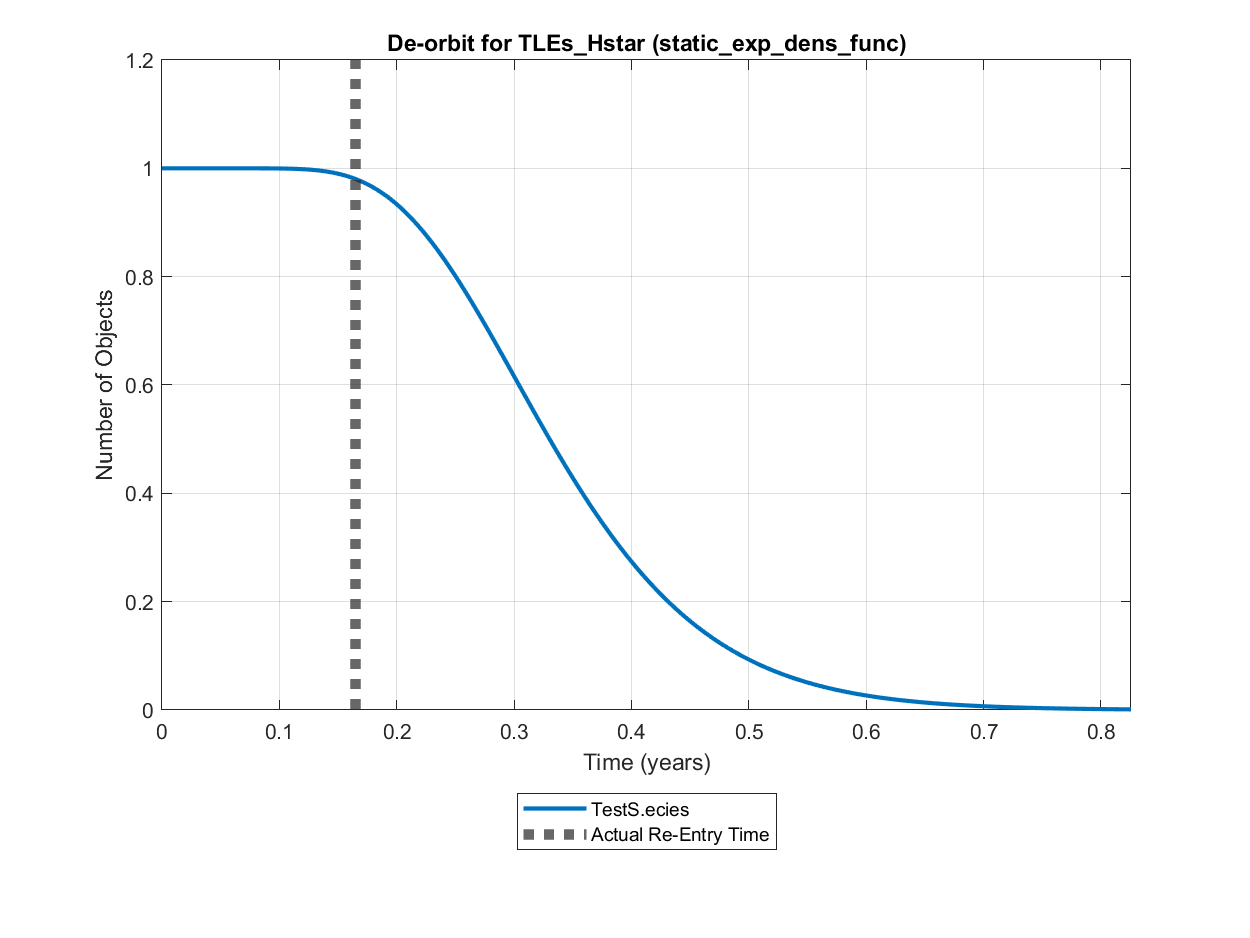 De-orbit for TLEs_Hstar (static_exp_dens_func)
1.2
1
0.8
0.6
0.4
0.2
0
Number of Objects
0 0.1 0.2 0.3 0.4 0.5 0.6 0.7 0.8
Time (years)
TestS.ecies
Actual Re-Entry Time